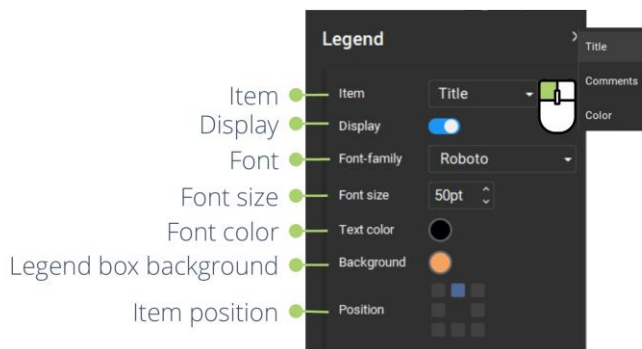 Legend
Title
Comments
Color
Item Item Title
Display Display
Font Font-family Roboto
Font size Font size 50pt
Font color Text color
Legend box background Background
Item position Position